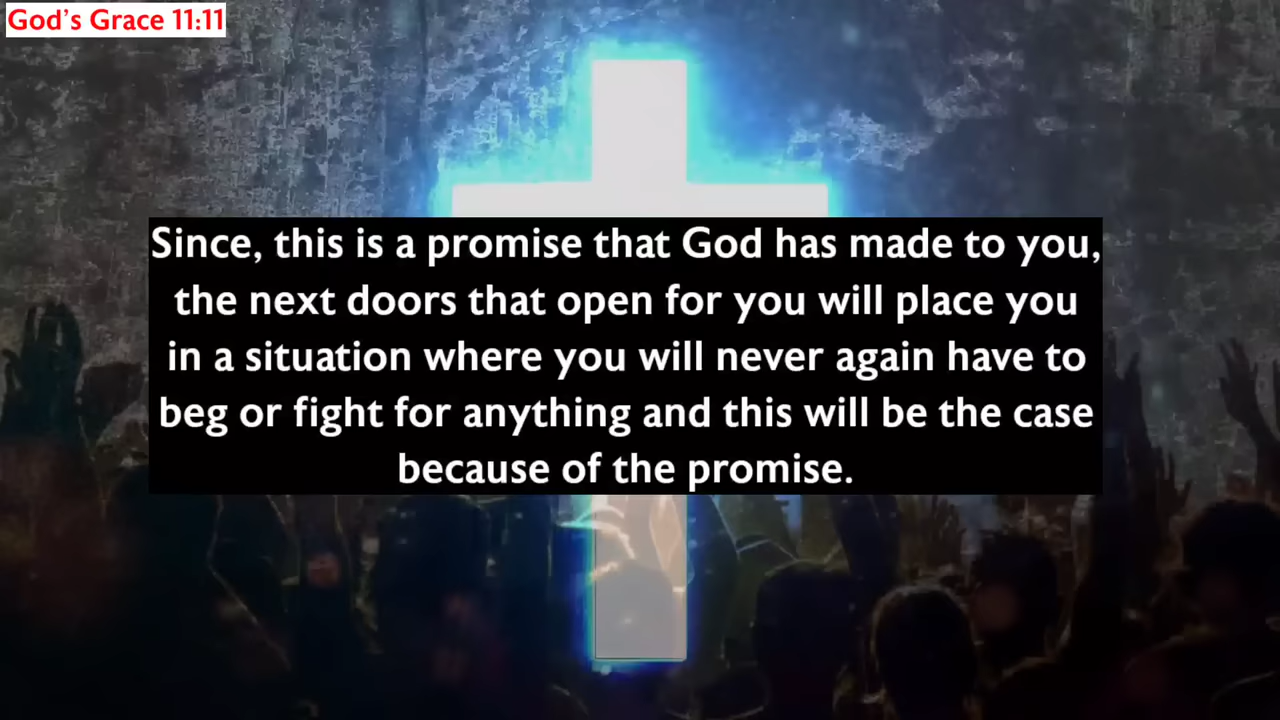 God's Grace 11:11
Since, this is a promise that God has made to you,
the next doors that open for you will place you
in a situation where you will never again have to
beg or fight for anything and this will be the case
because of the promise.